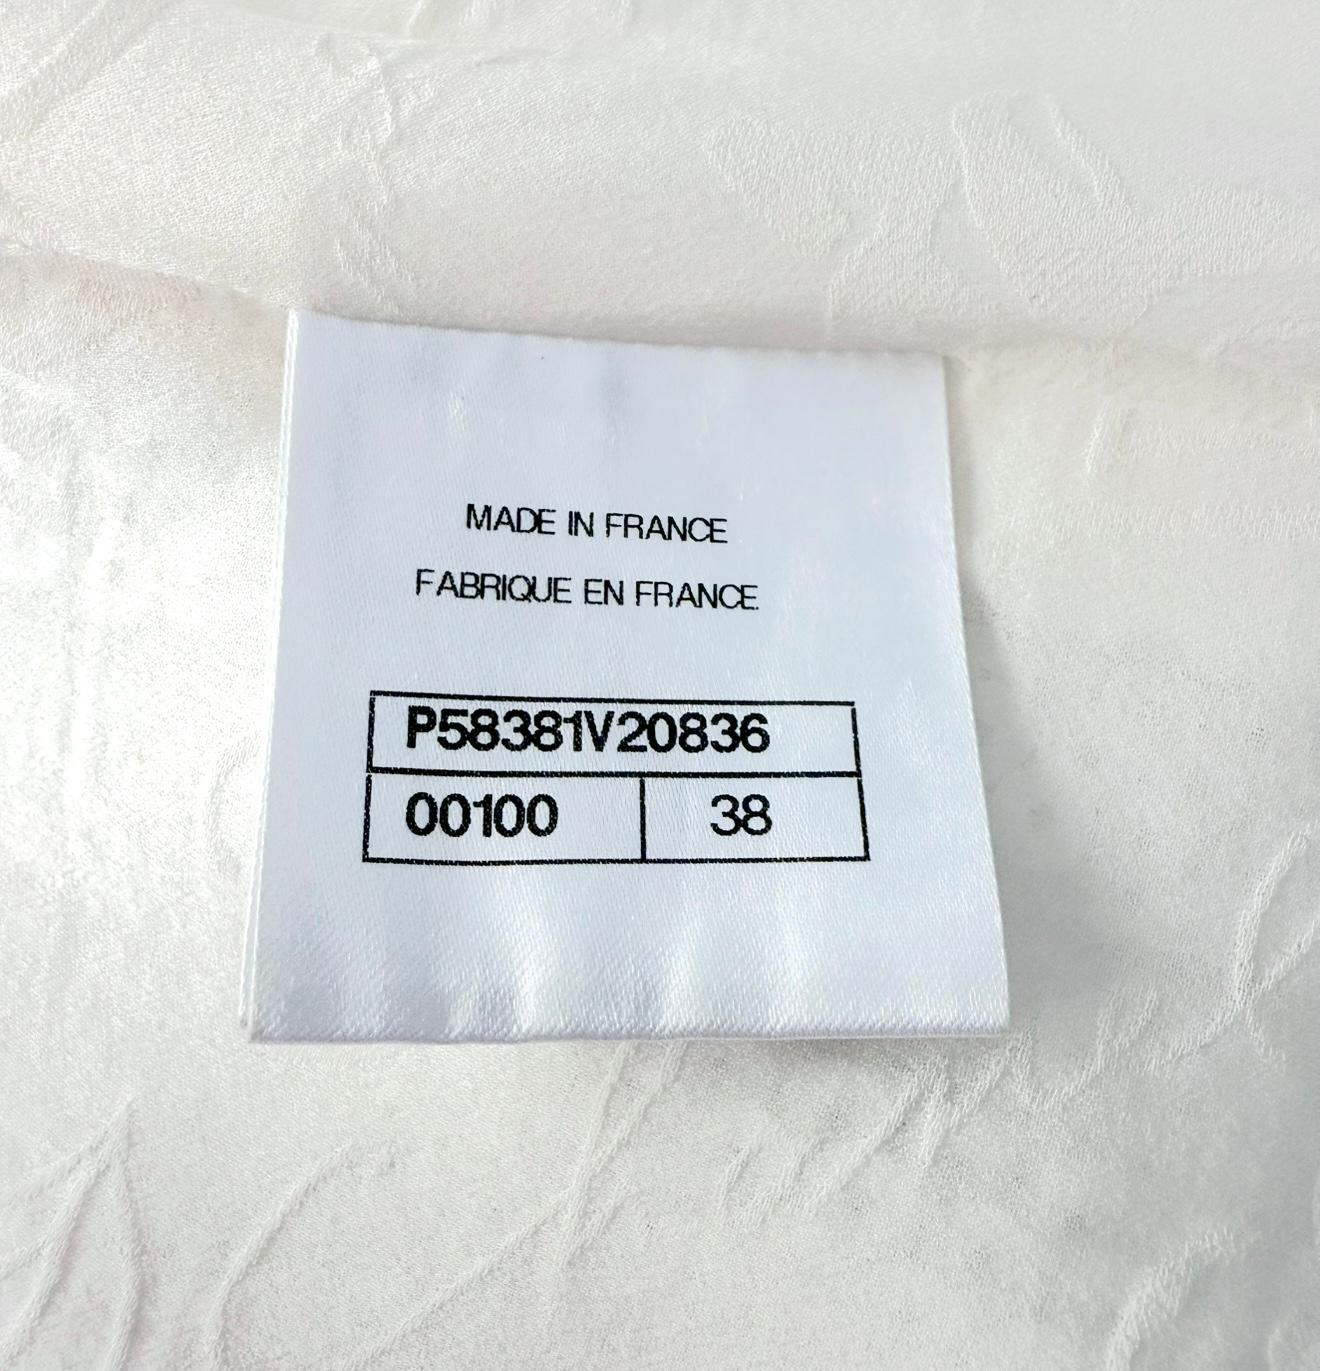 MADE IN FRANCE
FABRIQUE EN FRANCE
P58381V20836
00100 38